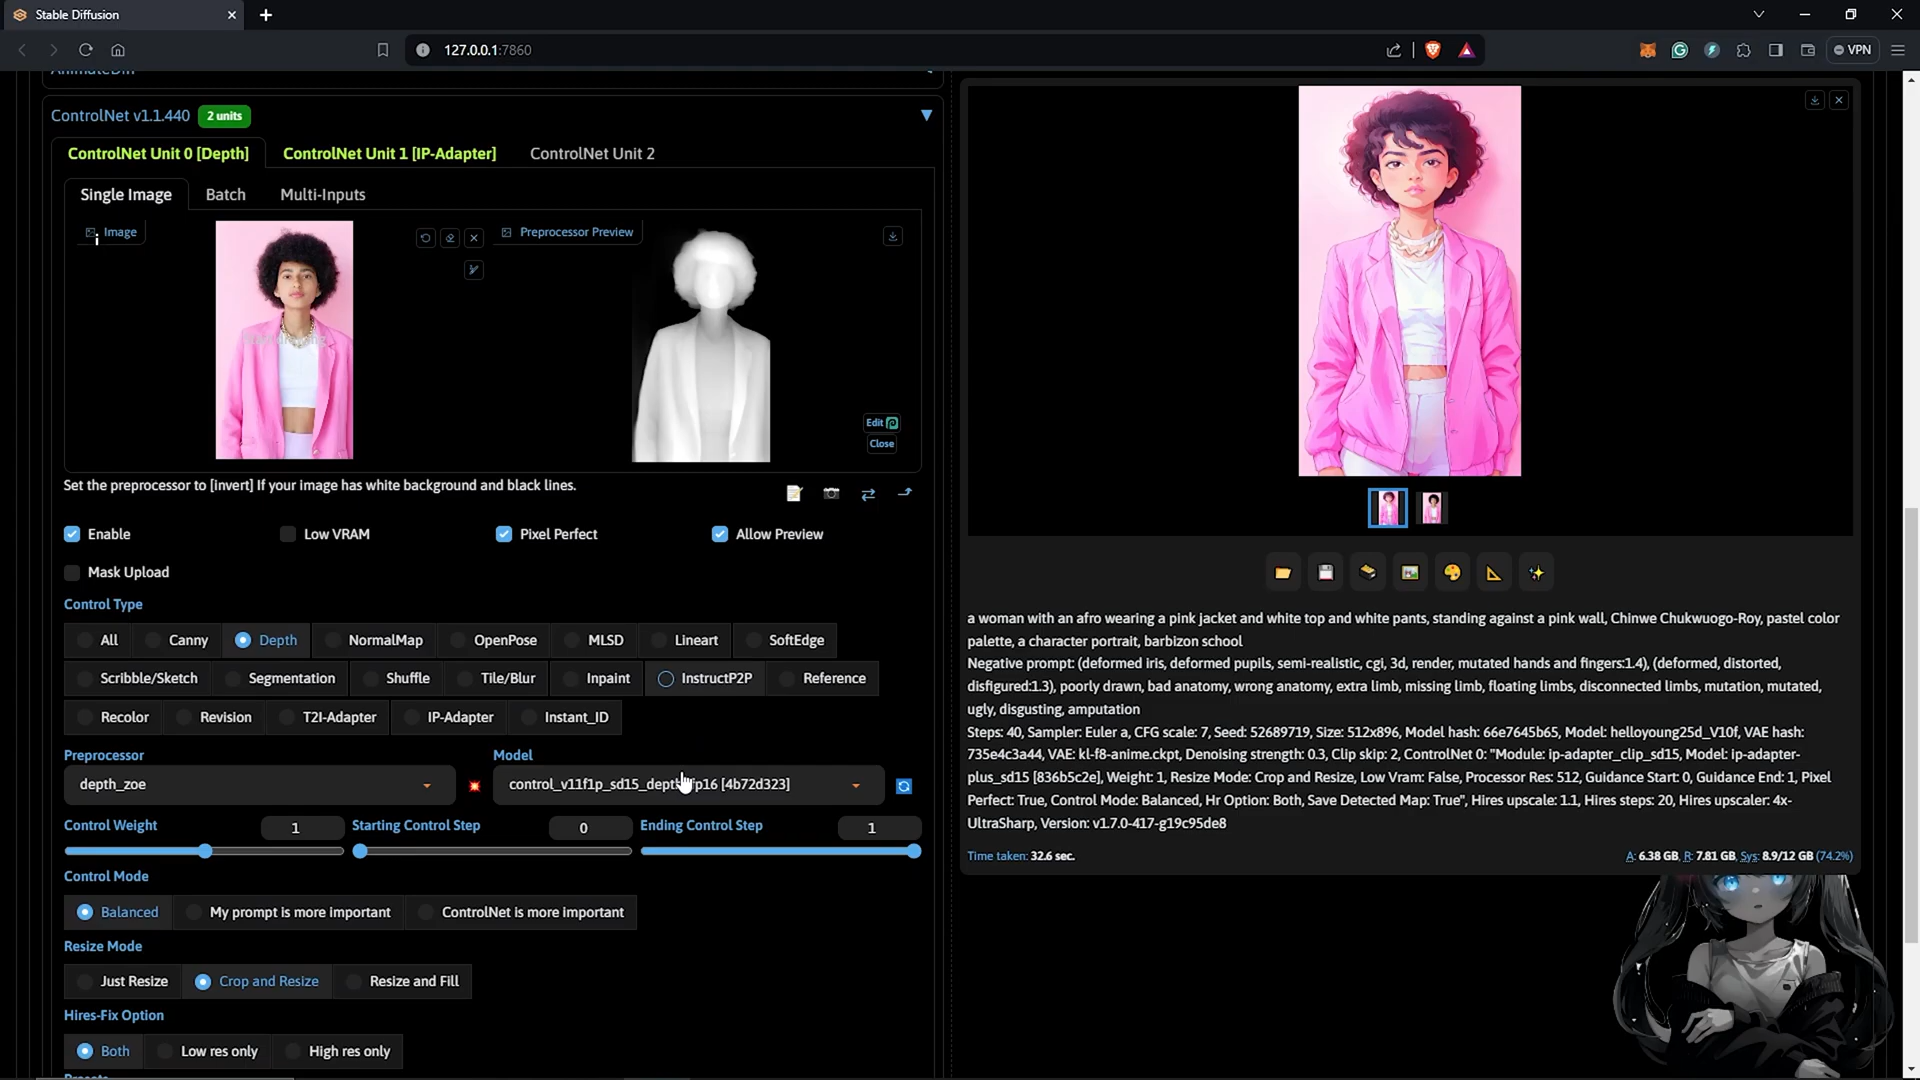 Stable Diffusion
127.0.0.1:7860
VPN
AnimateDiff
ControlNet v1.1.440 2 units
ControlNet Unit 0 [Depth] ControlNet Unit 1 [IP-Adapter] ControlNet Unit 2
Single Image Batch Multi-Inputs
Image
Preprocessor Preview
Edit
Close
Set the preprocessor to [invert] If your image has white background and black lines.
Enable Low VRAM Pixel Perfect Allow Preview
Mask Upload
Control Type
All Canny Depth NormalMap OpenPose MLSD Lineart SoftEdge
Scribble/Sketch Segmentation Shuffle Tile/Blur Inpaint InstructP2P Reference
Recolor Revision T2I-Adapter IP-Adapter Instant_ID
Preprocessor Model
depth_zoe control_v11f1p_sd15_depth_fp16 [4b72d323]
Control Weight 1 Starting Control Step 0 Ending Control Step 1
Control Mode
Balanced My prompt is more important ControlNet is more important
Resize Mode
Just Resize Crop and Resize Resize and Fill
Hires-Fix Option
Both Low res only High res only
Presets
a woman with an afro wearing a pink jacket and white top and white pants, standing against a pink wall, Chinwe Chukwuogo-Roy, pastel color
palette, a character portrait, barbizon school
Negative prompt: (deformed iris, deformed pupils, semi-realistic, cgi, 3d, render, mutated hands and fingers:1.4), (deformed, distorted,
disfigured:1.3), poorly drawn, bad anatomy, wrong anatomy, extra limb, missing limb, floating limbs, disconnected limbs, mutation, mutated,
ugly, disgusting, amputation
Steps: 40, Sampler: Euler a, CFG scale: 7, Seed: 52689719, Size: 512x896, Model hash: 66e7645b65, Model: helloyoung25d_V10f, VAE hash:
735e4c3a44, VAE: kl-f8-anime.ckpt, Denoising strength: 0.3, Clip skip: 2, ControlNet 0: "Module: ip-adapter_clip_sd15, Model: ip-adapter-
plus_sd15 [836b5c2e], Weight: 1, Resize Mode: Crop and Resize, Low Vram: False, Processor Res: 512, Guidance Start: 0, Guidance End: 1, Pixel
Perfect: True, Control Mode: Balanced, Hr Option: Both, Save Detected Map: True", Hires upscale: 1.1, Hires steps: 20, Hires upscaler: 4x-
UltraSharp, Version: v1.7.0-417-g19c95de8
Time taken: 32.6 sec.
A: 6.38 GB, R: 7.81 GB, Sys: 8.9/12 GB (74.2%)